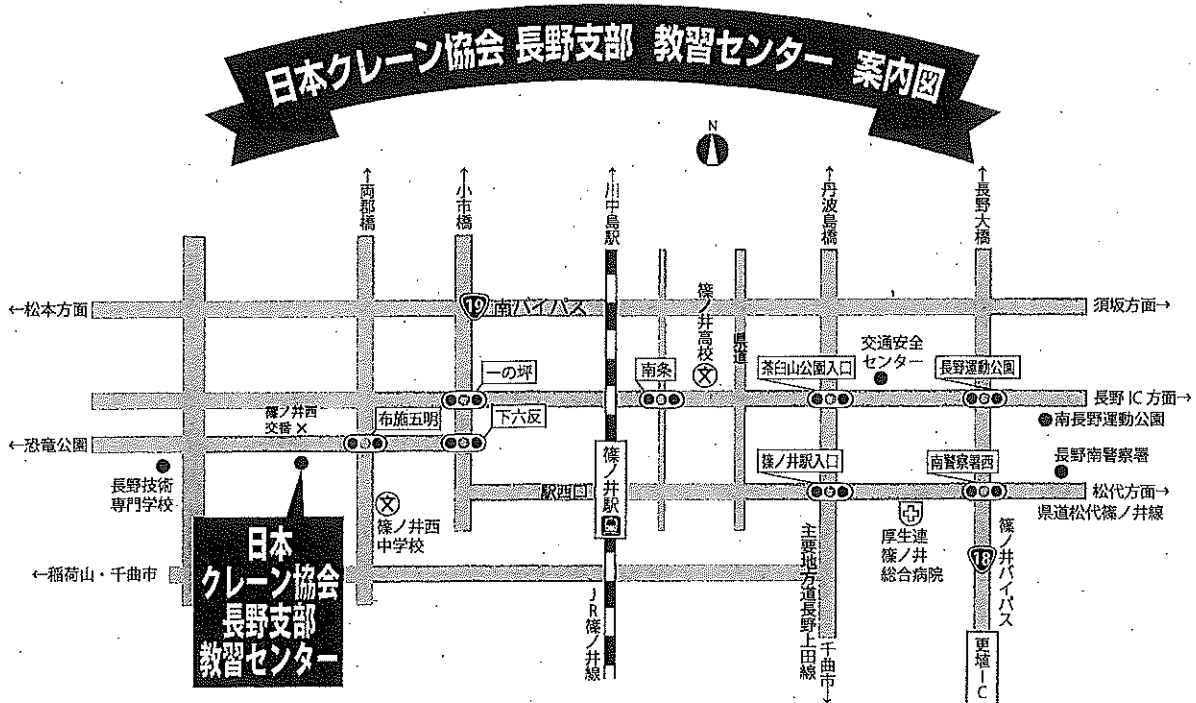 日本クレーン協会 長野支部 教習センター 案内図
N
↑両郡橋
↑小市橋
↑川中島駅
↑丹波島橋
↑長野大橋
←松本方面
19
南バイパス
須坂方面→
篠ノ井高校
県道
交通安全
センター
一の坪
南条
茶臼山公園入口
長野運動公園
長野IC方面→
南長野運動公園
篠ノ井西
交番
布施五明
下六反
←恐竜公園
長野技術
専門学校
篠ノ井西
中学校
駅西口
篠ノ井駅
篠ノ井駅入口
南警察署西
長野南警察署
松代方面→
県道松代篠ノ井線
厚生連
篠ノ井
総合病院
18
篠ノ井バイパス
←稲荷山・千曲市
日本
クレーン協会
長野支部
教習センター
JR篠ノ井線
主要地方道長野上田線
千曲市→
更埴IC